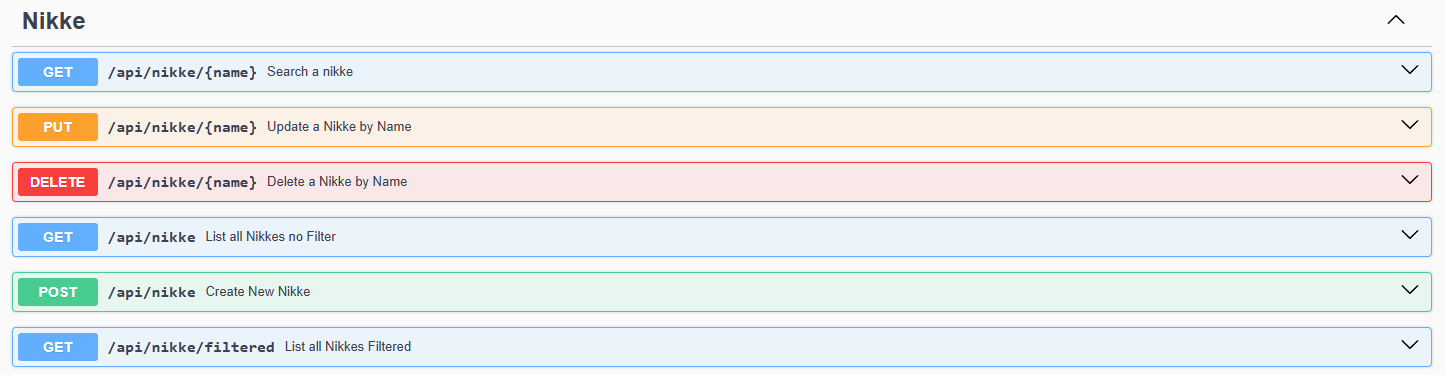 Nikke
GET /api/nikke/{name} Search a nikke
PUT /api/nikke/{name} Update a Nikke by Name
DELETE /api/nikke/{name} Delete a Nikke by Name
GET /api/nikke List all Nikkes no Filter
POST /api/nikke Create New Nikke
GET /api/nikke/filtered List all Nikkes Filtered